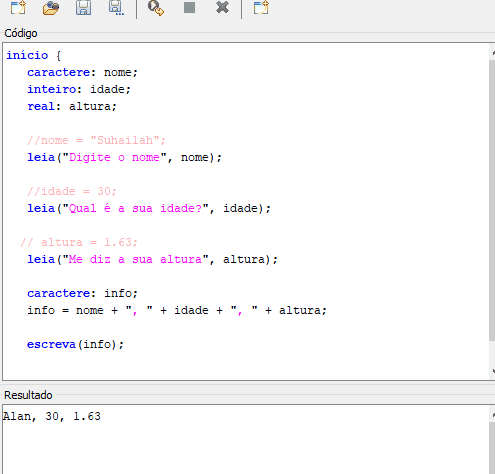 Código
início {
caractere: nome;
inteiro: idade;
real: altura;
//nome = "Suhailah";
leia("Digite o nome", nome);
//idade = 30;
leia("Qual é a sua idade?", idade);
// altura = 1.63;
leia("Me diz a sua altura", altura);
caractere: info;
info = nome + ", " + idade + ", " + altura;
escreva(info);
Resultado
Alan, 30, 1.63